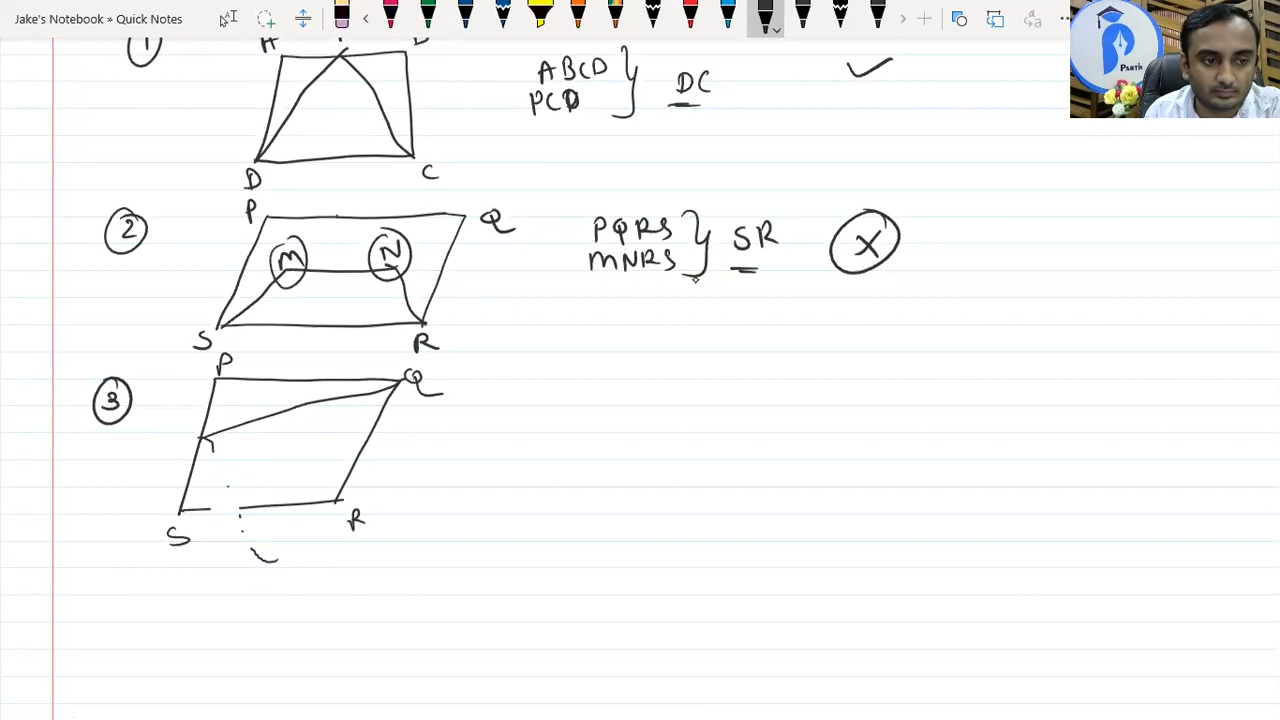 Jake's Notebook » Quick Notes
1
ABCD
PCD
DC
D
C
2
P
Q
M
N
S
R
PQRS
MNRS
SR
X
3
P
Q
S
R
Parth